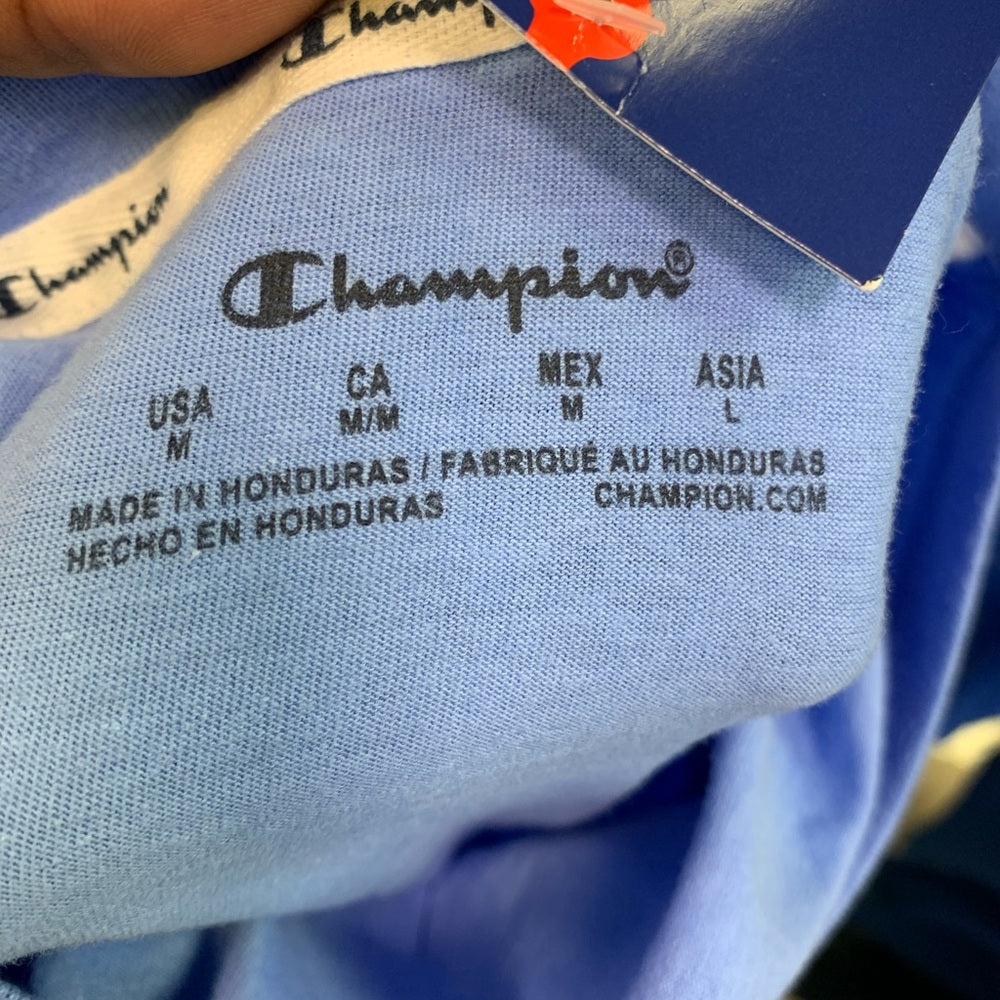 Champion
Champion
Champion®
USA CA MEX ASIA
M M/M M L
MADE IN HONDURAS / FABRIQUÉ AU HONDURAS
HECHO EN HONDURAS CHAMPION.COM